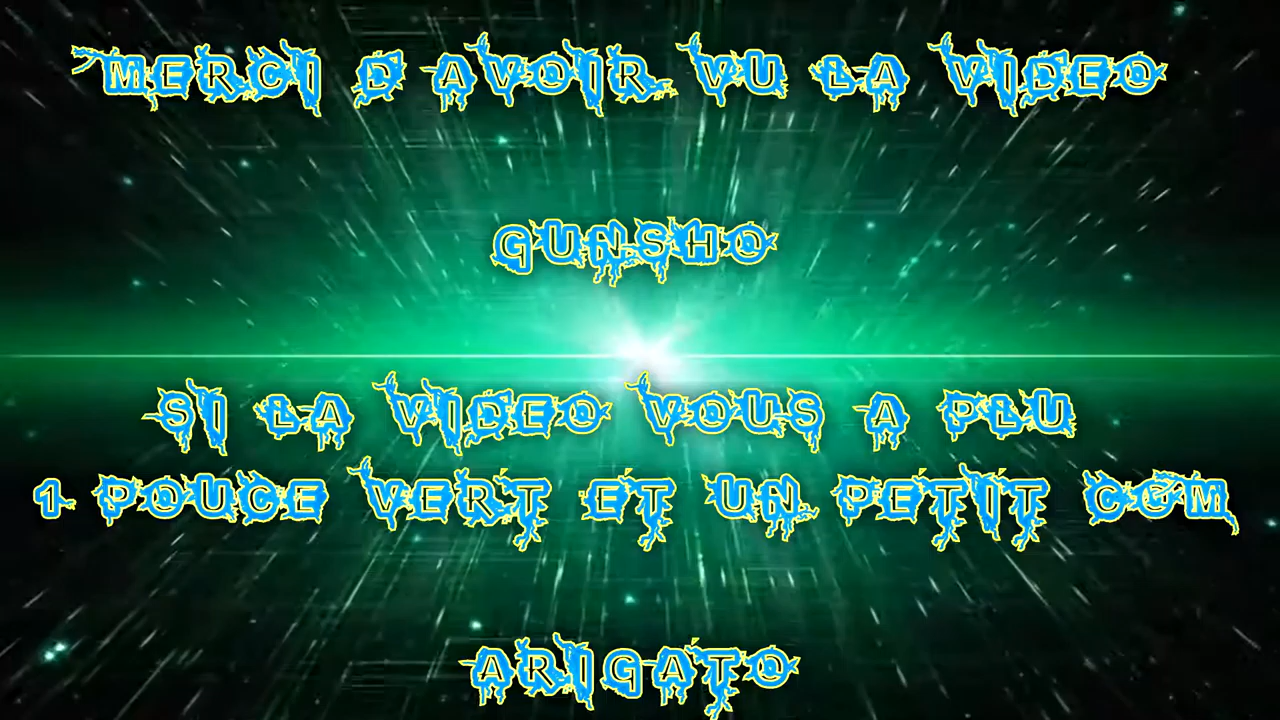 MERCI D AVOIR VU LA VIDEO
GUNSHO
SI LA VIDEO VOUS A PLU
1 POUCE VERT ET UN PETIT COM
ARIGATO